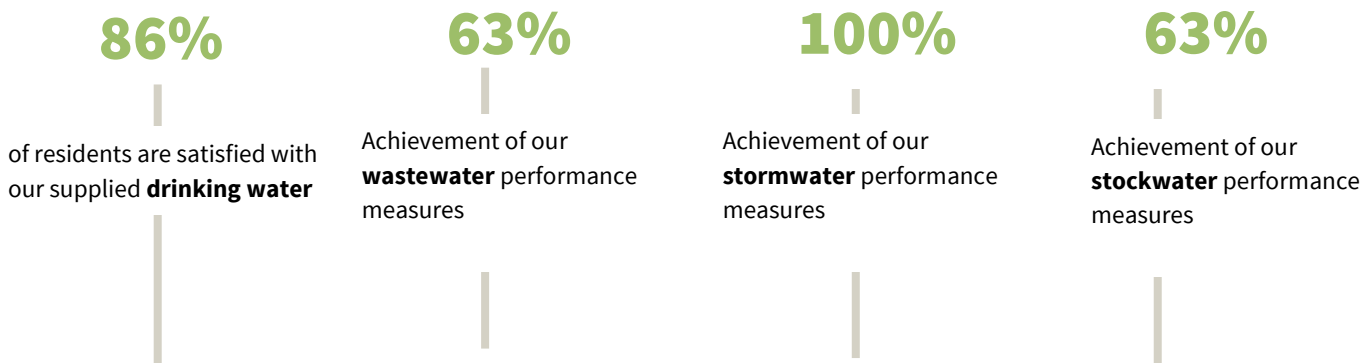 86%
of residents are satisfied with
our supplied drinking water
63%
Achievement of our
wastewater performance
measures
100%
Achievement of our
stormwater performance
measures
63%
Achievement of our
stockwater performance
measures